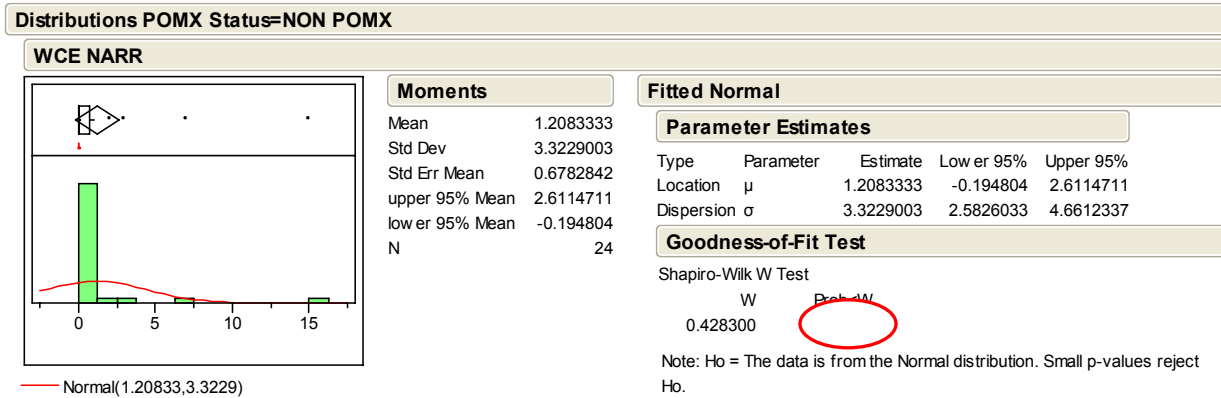 Distributions POMX Status=NON POMX
WCE NARR
0 5 10 15
Normal(1.20833,3.3229)
Moments
Mean 1.2083333
Std Dev 3.3229003
Std Err Mean 0.6782842
upper 95% Mean 2.6114711
lower 95% Mean -0.194804
N 24
Fitted Normal
Parameter Estimates
Type Parameter Estimate Lower 95% Upper 95%
Location μ 1.2083333 -0.194804 2.6114711
Dispersion σ 3.3229003 2.5826033 4.6612337
Goodness-of-Fit Test
Shapiro-Wilk W Test
W Prob<W
0.428300
Note: Ho = The data is from the Normal distribution. Small p-values reject
Ho.